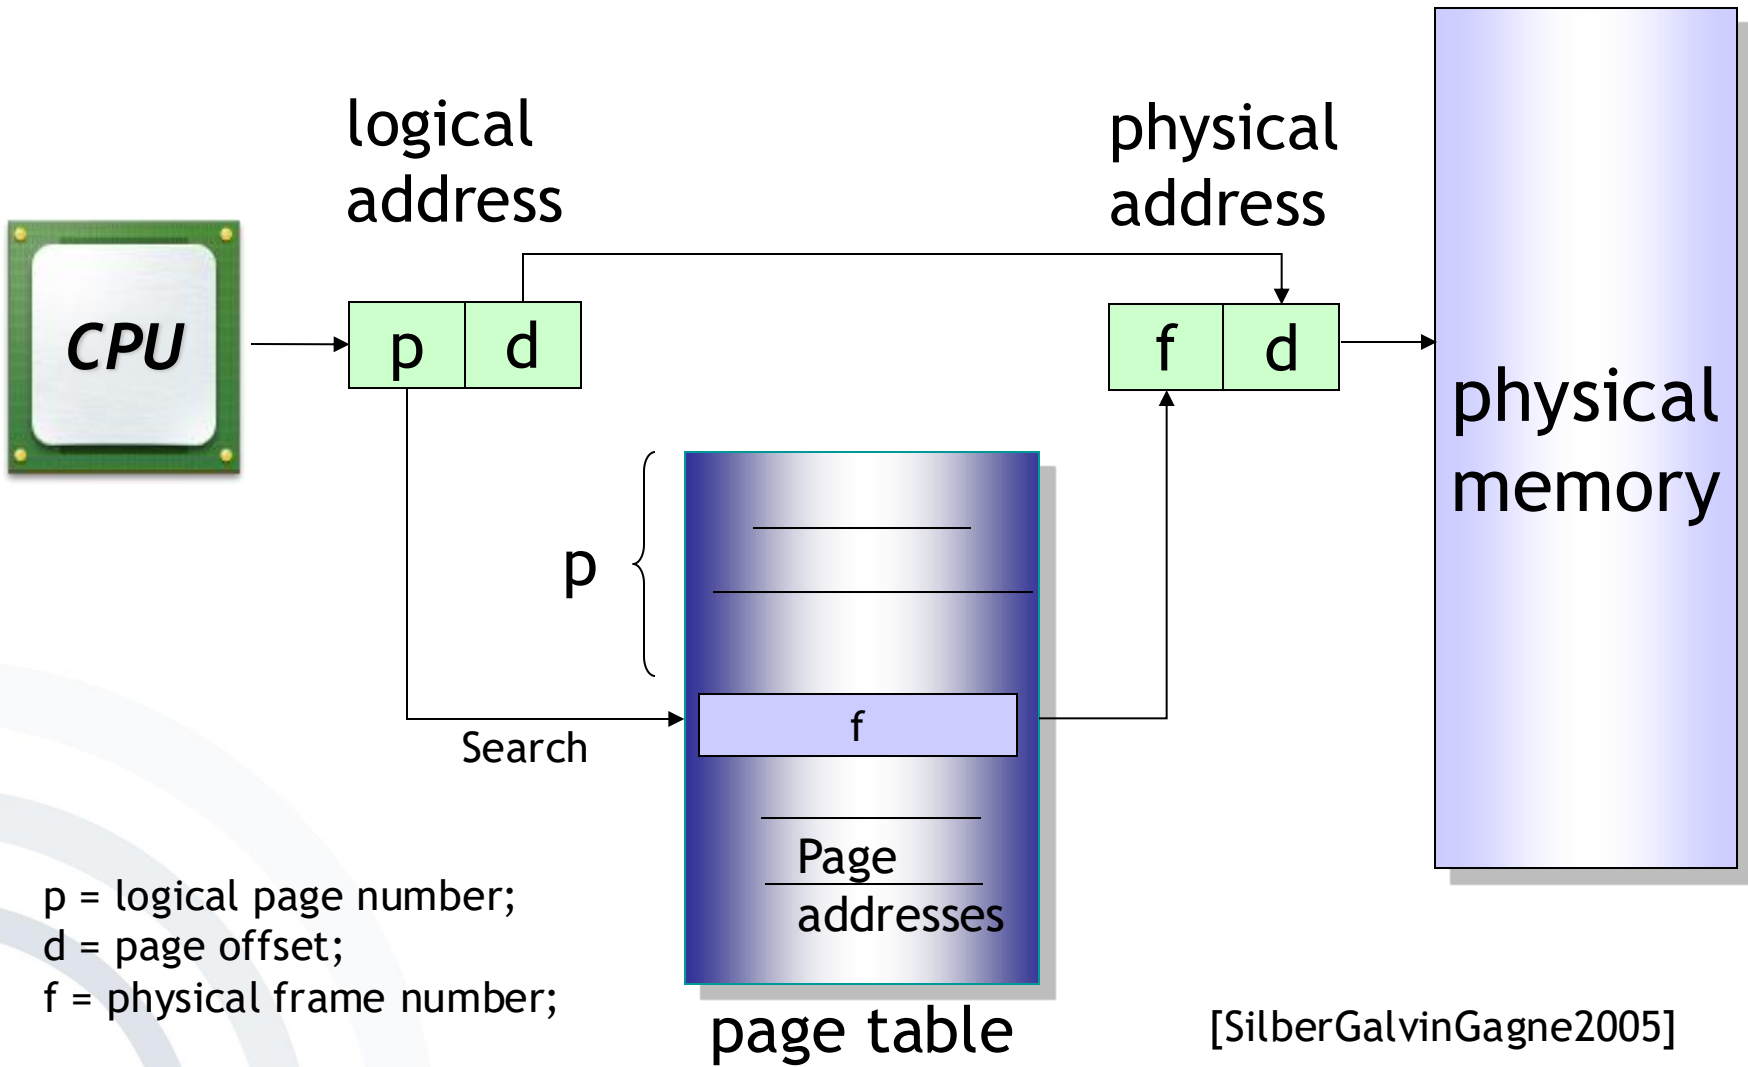 logical
address
physical
address
CPU
p
d
f
d
physical
memory
p
f
Search
Page
addresses
p = logical page number;
d = page offset;
f = physical frame number;
page table
[SilberGalvinGagne2005]